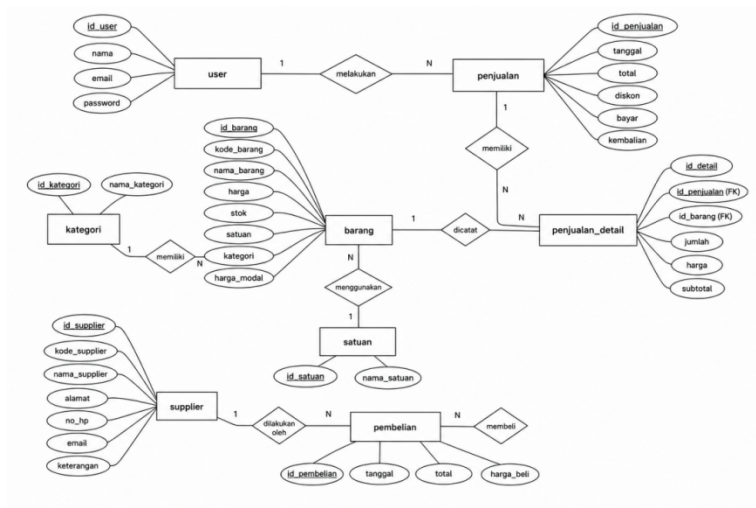 id_user
nama
email
password
user
1
melakukan
N
penjualan
id_penjualan
tanggal
total
diskon
bayar
kembalian
1
memiliki
N
id_kategori
nama_kategori
kategori
1
memiliki
N
id_barang
kode_barang
nama_barang
harga
stok
satuan
kategori
harga_modal
barang
1
dicatat
N
penjualan_detail
id_detail
id_penjualan (FK)
id_barang (FK)
jumlah
harga
subtotal
N
menggunakan
1
satuan
id_satuan
nama_satuan
id_supplier
kode_supplier
nama_supplier
alamat
no_hp
email
keterangan
supplier
1
dilakukan
oleh
N
pembelian
N
membeli
id_pembelian
tanggal
total
harga_beli